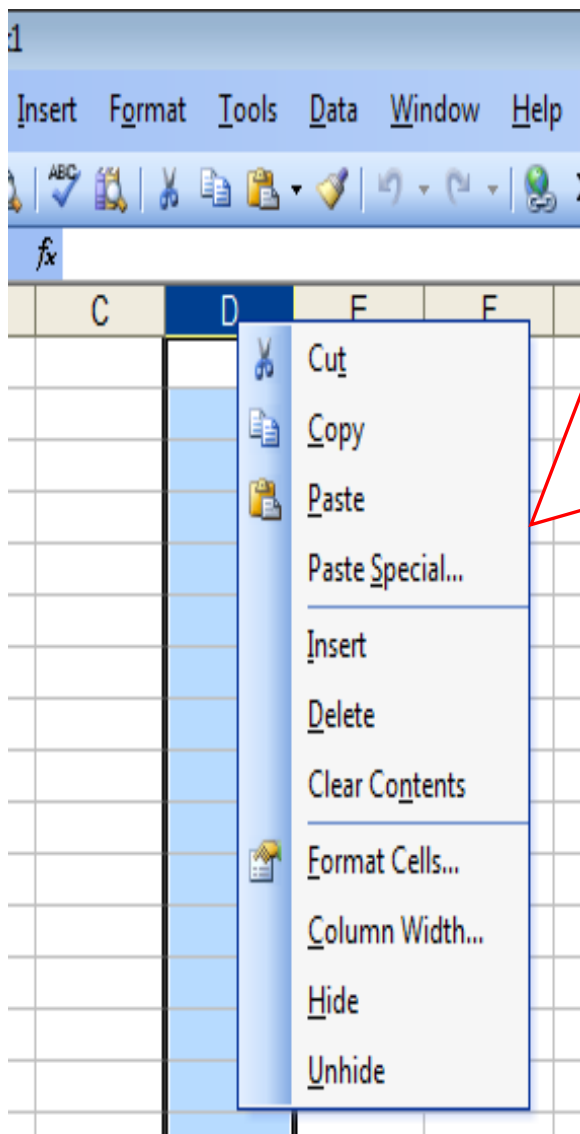 1
Insert Format Tools Data Window Help
ABC
fx
C D E F
Cut
Copy
Paste
Paste Special...
Insert
Delete
Clear Contents
Format Cells...
Column Width...
Hide
Unhide